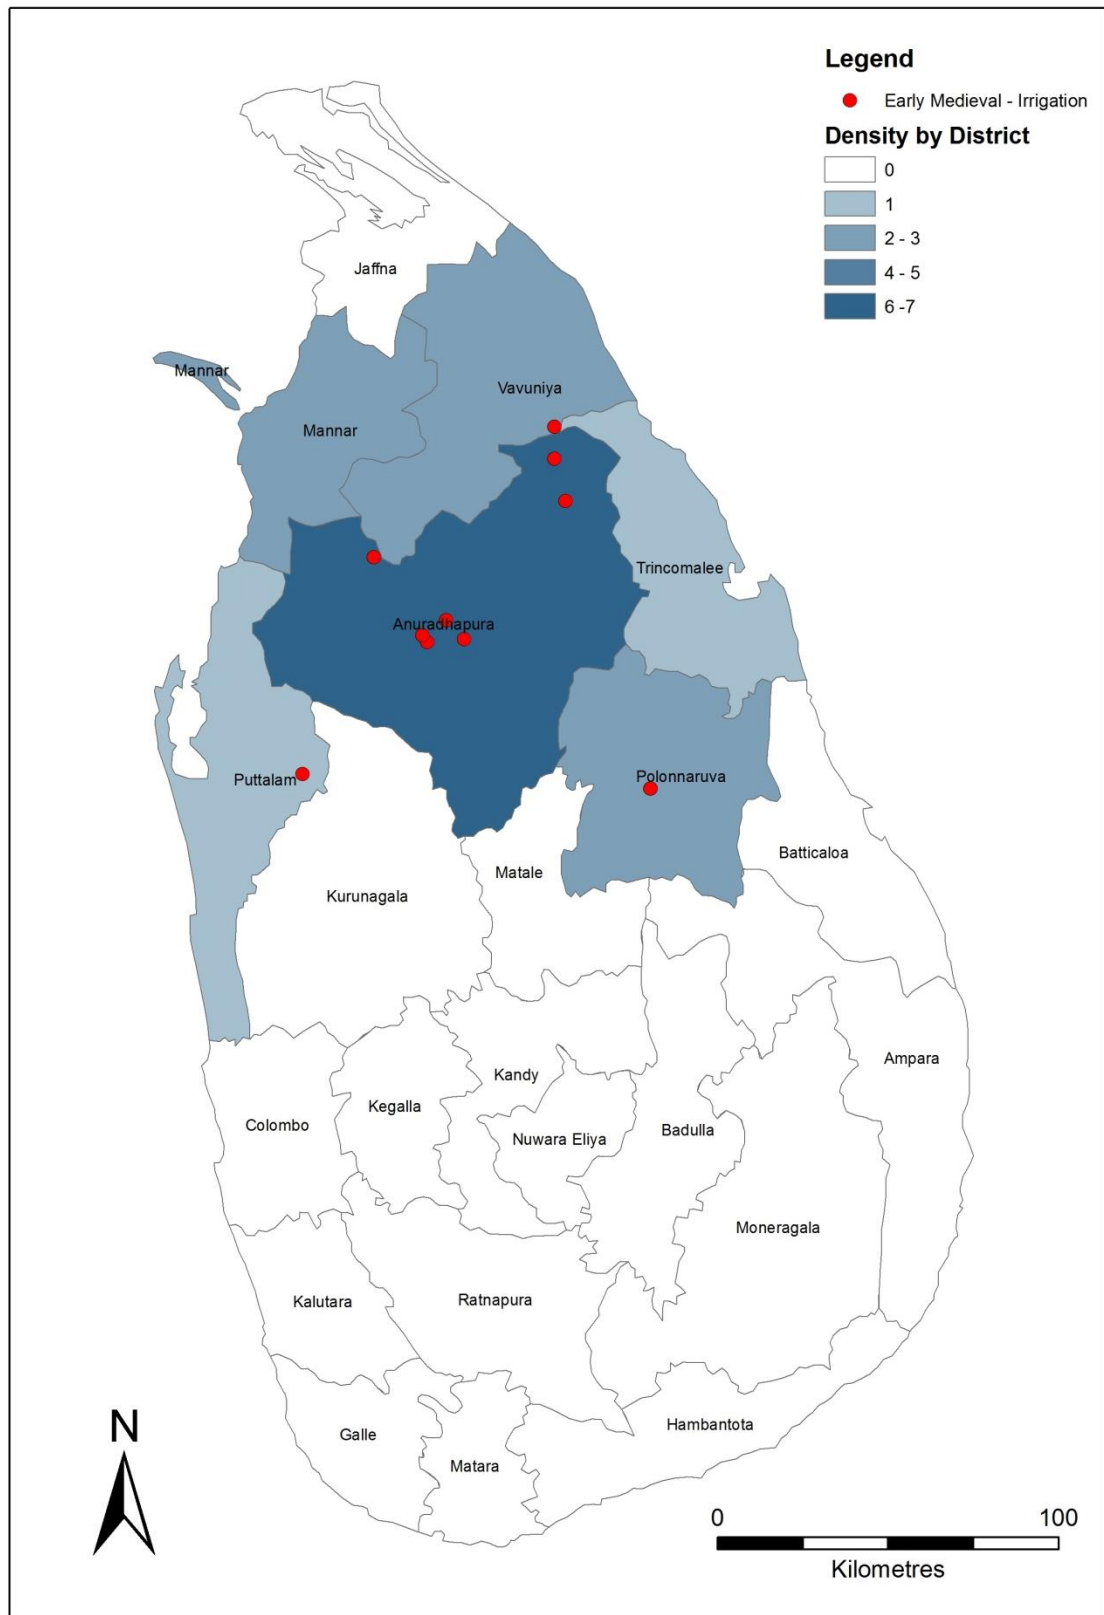 Legend
Early Medieval - Irrigation
Density by District
0
1
2 - 3
4 - 5
6 -7
Jaffna
Mannar
Vavuniya
Mannar
Trincomalee
Anuradhapura
Puttalam
Polonnaruva
Batticaloa
Matale
Kurunagala
Ampara
Kandy
Kegalla
Colombo
Nuwara Eliya
Badulla
Moneragala
Kalutara
Ratnapura
Hambantota
Galle
Matara
N
0 100
Kilometres